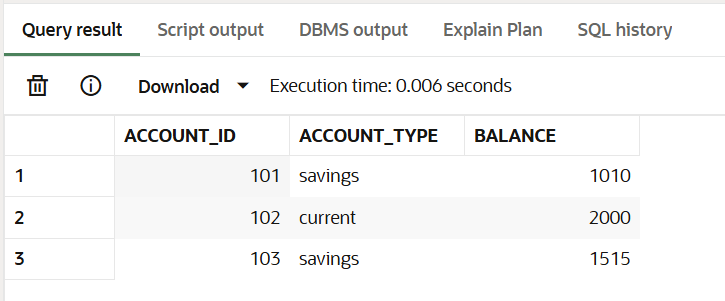 Query result Script output DBMS output Explain Plan SQL history
Download Execution time: 0.006 seconds
ACCOUNT_ID ACCOUNT_TYPE BALANCE
1 101 savings 1010
2 102 current 2000
3 103 savings 1515